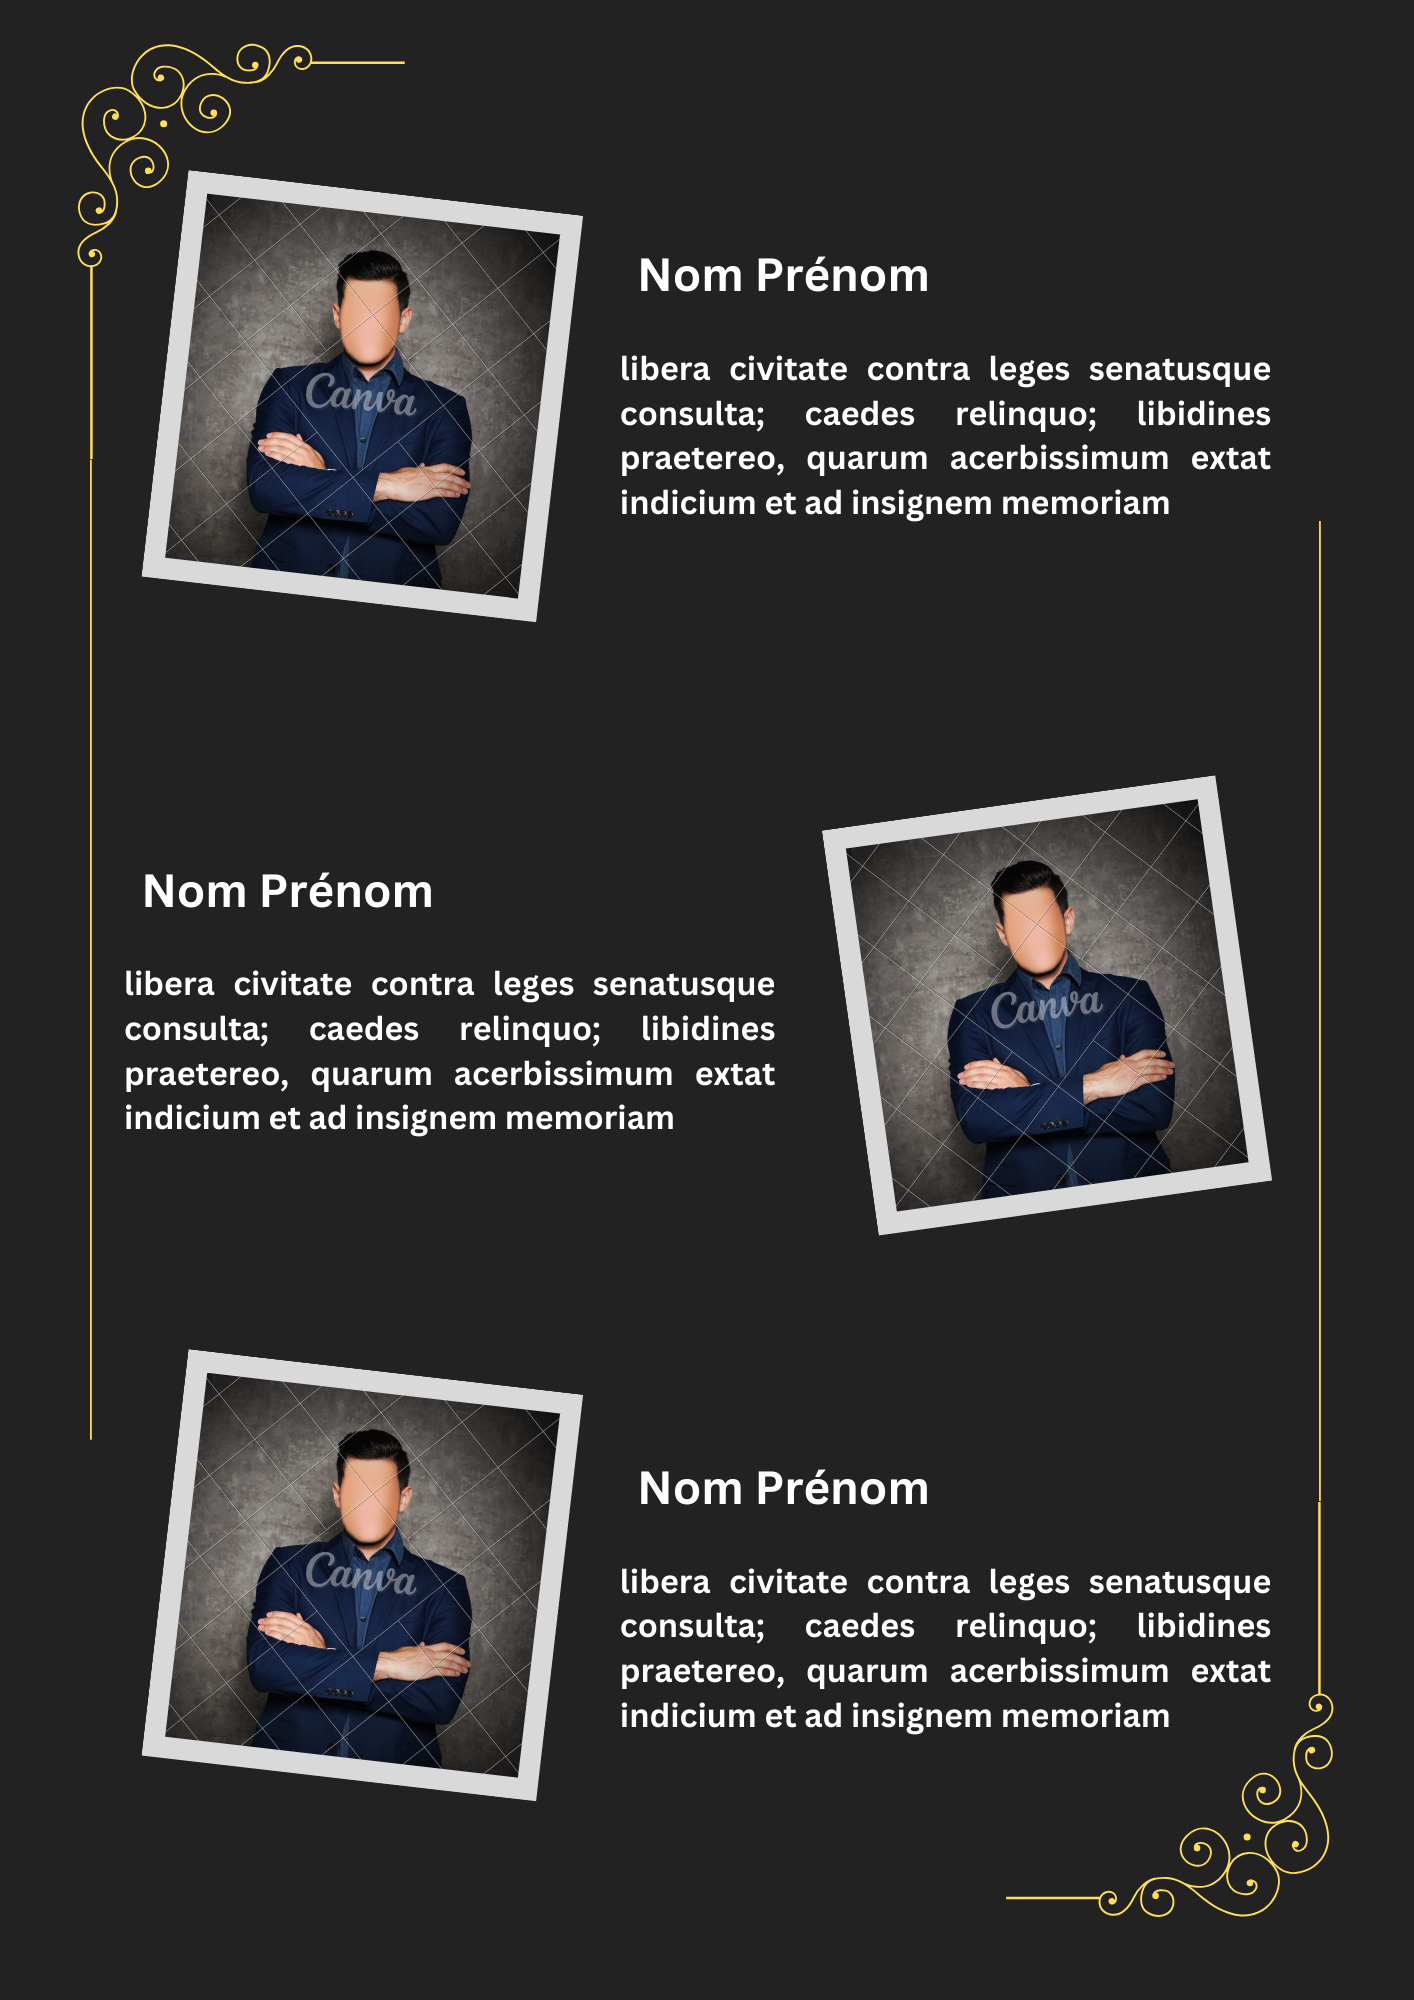 Nom Prénom
libera civitate contra leges senatusque
consulta; caedes relinquo; libidines
praetereo, quarum acerbissimum extat
indicium et ad insignem memoriam
Canva
Nom Prénom
libera civitate contra leges senatusque
consulta; caedes relinquo; libidines
praetereo, quarum acerbissimum extat
indicium et ad insignem memoriam
Canva
Nom Prénom
libera civitate contra leges senatusque
consulta; caedes relinquo; libidines
praetereo, quarum acerbissimum extat
indicium et ad insignem memoriam
Canva